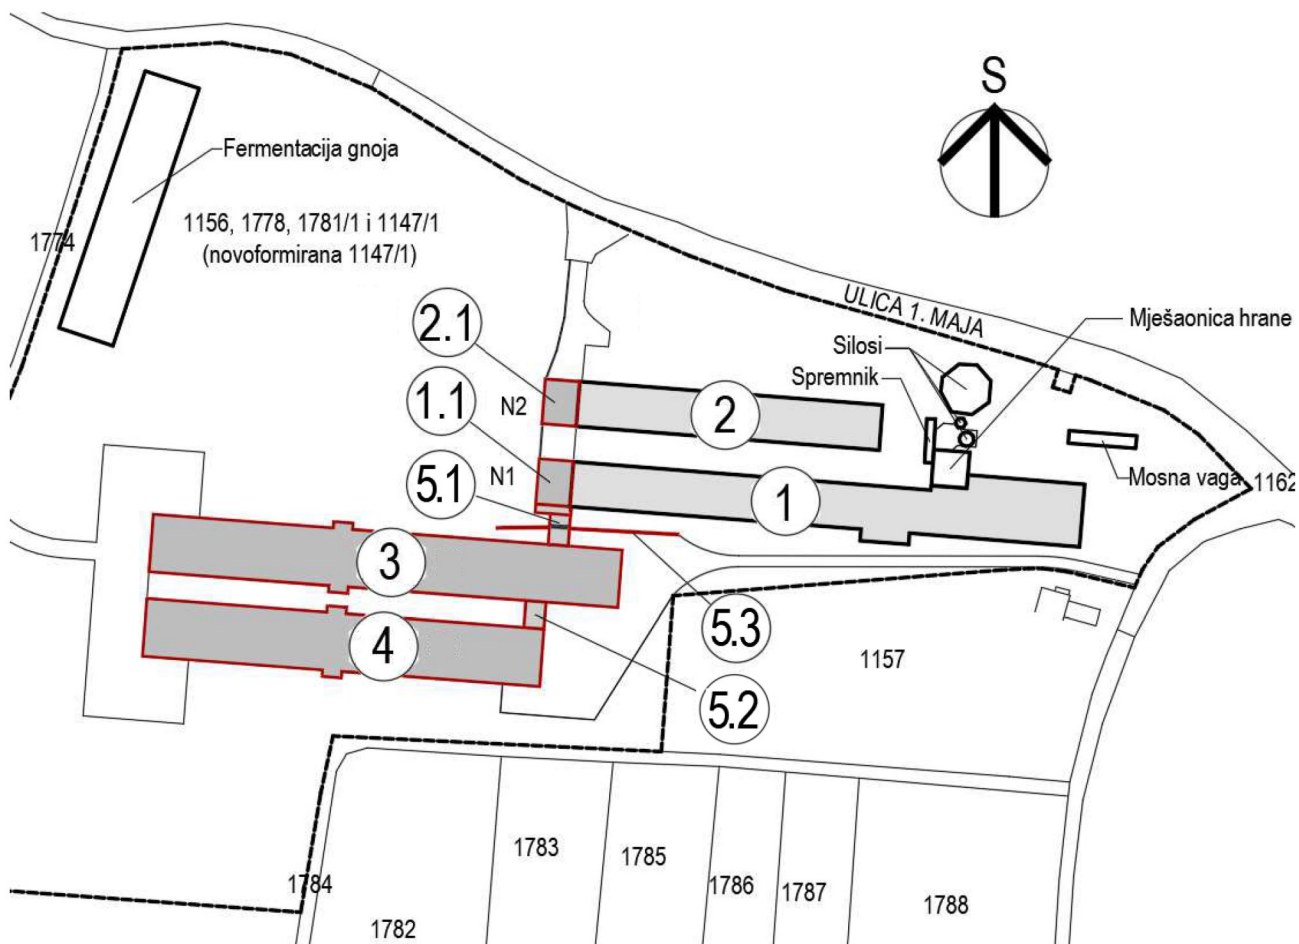 S
Fermentacija gnoja
1156, 1778, 1781/1 i 1147/1
(novoformirana 1147/1)
1774
ULICA 1. MAJA
Mješaonica hrane
Silosi
Spremnik
2.1
1.1
N2
2
5.1
N1
1
Mosna vaga
1162
3
4
5.3
5.2
1157
1783
1785
1786
1787
1788
1784
1782